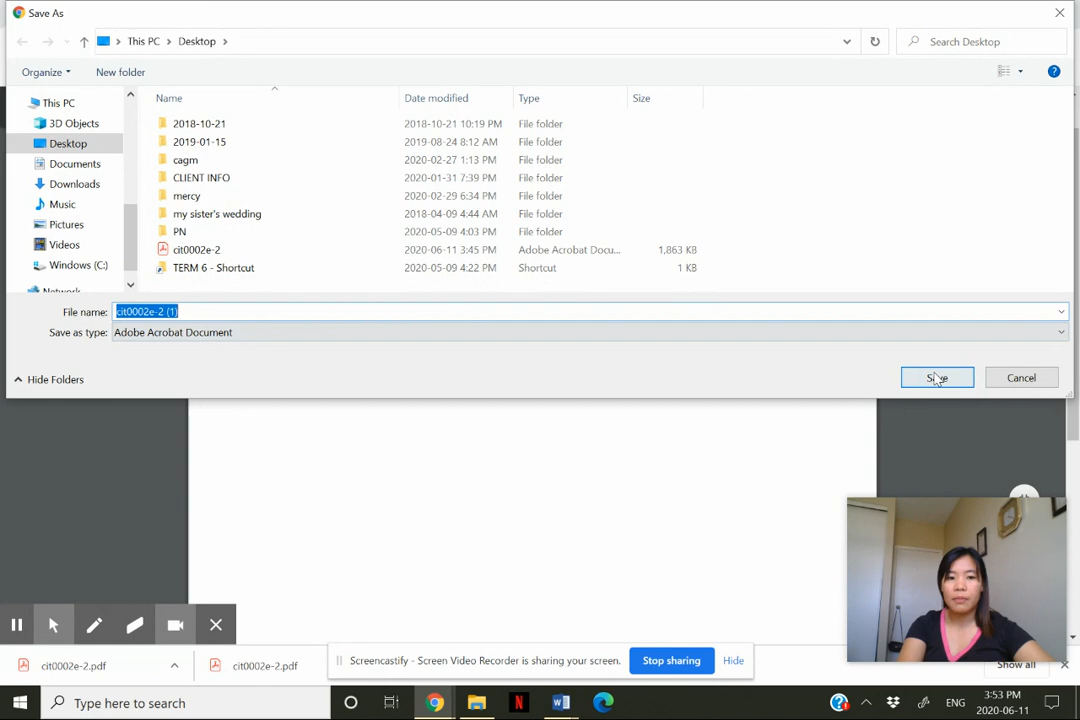 Save As
This PC > Desktop >
Search Desktop
Organize
New folder
Name
Date modified
Type
Size
This PC
3D Objects
Desktop
Documents
Downloads
Music
Pictures
Videos
Windows (C:)
Network
2018-10-21 2018-10-21 10:19 PM File folder
2019-01-15 2019-08-24 8:12 AM File folder
cagm 2020-02-27 1:13 PM File folder
CLIENT INFO 2020-01-31 7:39 PM File folder
mercy 2020-02-29 6:34 PM File folder
my sister's wedding 2018-04-09 4:44 AM File folder
PN 2020-05-09 4:03 PM File folder
cit0002e-2 2020-06-11 3:45 PM Adobe Acrobat Docu... 1,863 KB
TERM 6 - Shortcut 2020-05-09 4:22 PM Shortcut 1 KB
File name: cit0002e-2 (1)
Save as type: Adobe Acrobat Document
Hide Folders
Save
Cancel
cit0002e-2.pdf
cit0002e-2.pdf
Screencastify - Screen Video Recorder is sharing your screen.
Stop sharing
Hide
Show all
Type here to search
ENG
3:53 PM
2020-06-11